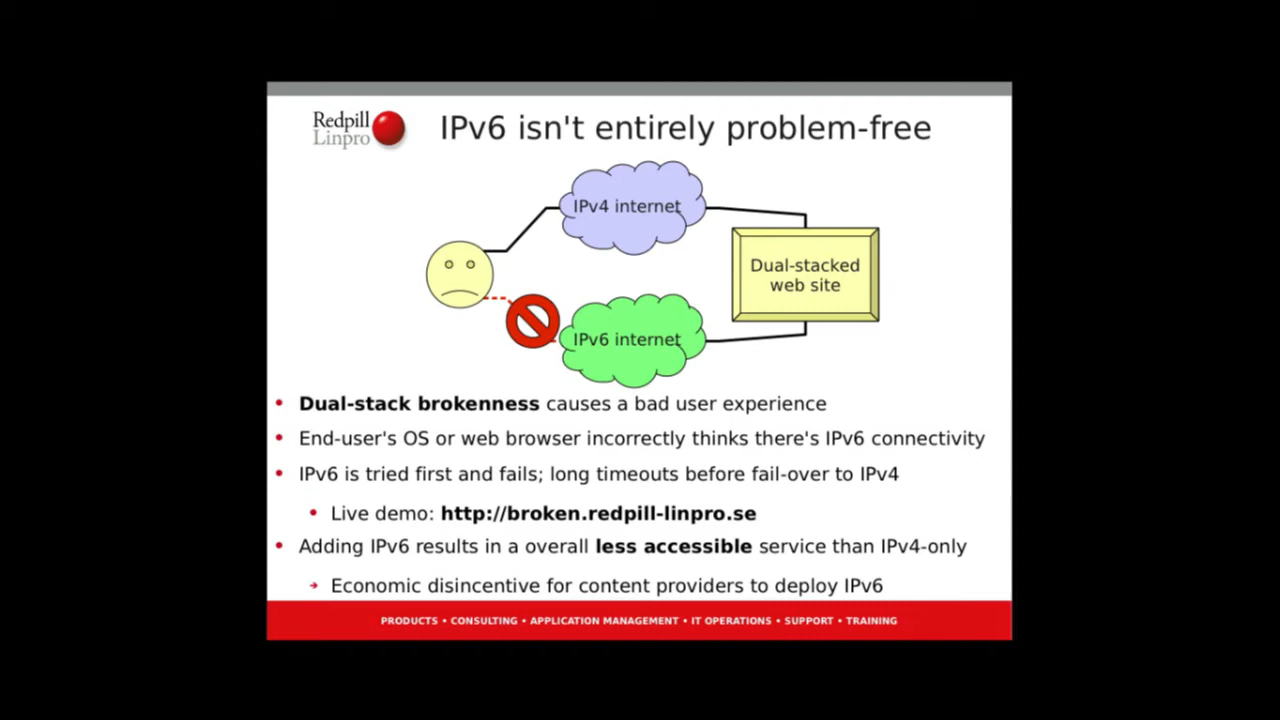 Redpill
Linpro
IPv6 isn't entirely problem-free
IPv4 internet
Dual-stacked
web site
IPv6 internet
• Dual-stack brokenness causes a bad user experience
• End-user's OS or web browser incorrectly thinks there's IPv6 connectivity
• IPv6 is tried first and fails; long timeouts before fail-over to IPv4
• Live demo: http://broken.redpill-linpro.se
• Adding IPv6 results in a overall less accessible service than IPv4-only
→ Economic disincentive for content providers to deploy IPv6
PRODUCTS • CONSULTING • APPLICATION MANAGEMENT • IT OPERATIONS • SUPPORT • TRAINING